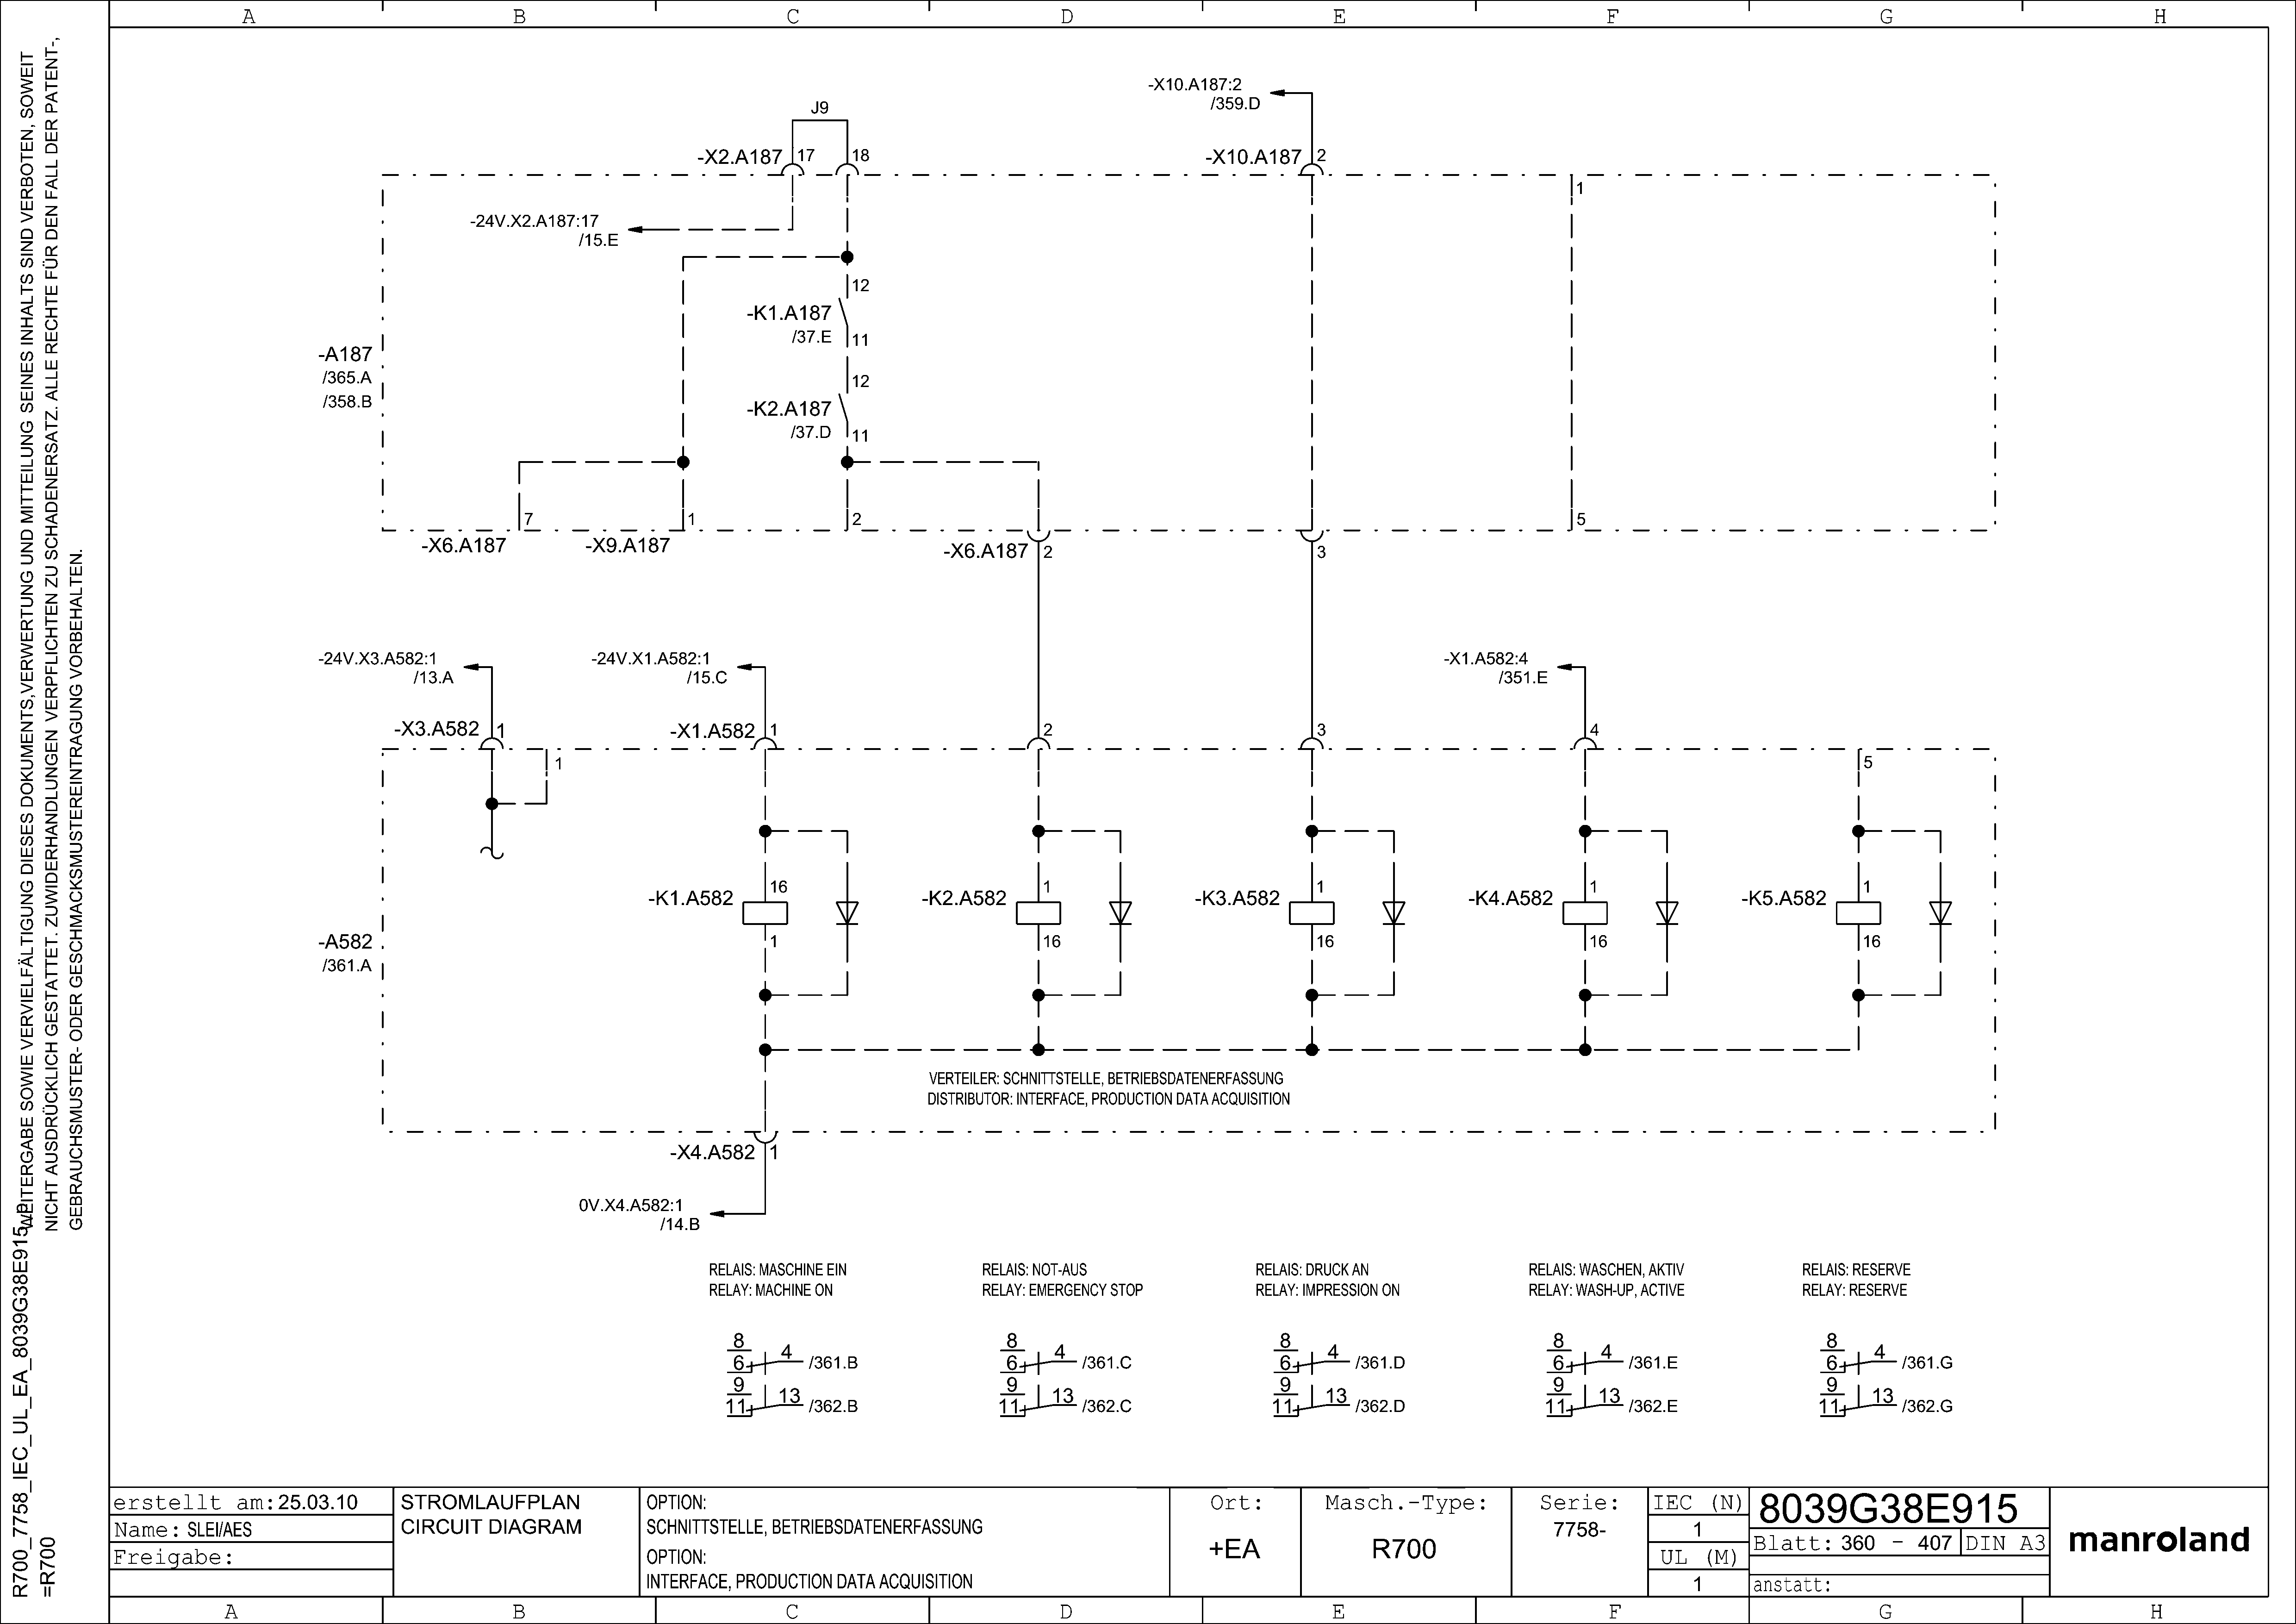 A B C D E F G H
WEITERGABE SOWIE VERVIELFÄLTIGUNG DIESES DOKUMENTS,VERWERTUNG UND MITTEILUNG SEINES INHALTS SIND VERBOTEN, SOWEIT
NICHT AUSDRÜCKLICH GESTATTET. ZUWIDERHANDLUNGEN VERPFLICHTEN ZU SCHADENERSATZ. ALLE RECHTE FÜR DEN FALL DER PATENT-,
GEBRAUCHSMUSTER- ODER GESCHMACKSMUSTEREINTRAGUNG VORBEHALTEN.
=R700
-X10.A187:2
/359.D
J9
-X2.A187 17 18
-X10.A187 2
1
-24V.X2.A187:17
/15.E
12
-K1.A187
/37.E
11
-A187
/365.A
/358.B
12
-K2.A187
/37.D
11
7 1 2 5
-X6.A187 -X9.A187 -X6.A187 2 3
-24V.X3.A582:1
/13.A
-24V.X1.A582:1
/15.C
-X1.A582:4
/351.E
-X3.A582 1 -X1.A582 1 2 3 4
1 5
16 1 1 1 1
-K1.A582 -K2.A582 -K3.A582 -K4.A582 -K5.A582
1 16 16 16 16
-A582
/361.A
VERTEILER: SCHNITTSTELLE, BETRIEBSDATENERFASSUNG
DISTRIBUTOR: INTERFACE, PRODUCTION DATA ACQUISITION
-X4.A582 1
0V.X4.A582:1
/14.B
RELAIS: MASCHINE EIN
RELAY: MACHINE ON
RELAIS: NOT-AUS
RELAY: EMERGENCY STOP
RELAIS: DRUCK AN
RELAY: IMPRESSION ON
RELAIS: WASCHEN, AKTIV
RELAY: WASH-UP, ACTIVE
RELAIS: RESERVE
RELAY: RESERVE
8 8 8 8 8
6 4 /361.B 6 4 /361.C 6 4 /361.D 6 4 /361.E 6 4 /361.G
9 9 9 9 9
11 13 /362.B 11 13 /362.C 11 13 /362.D 11 13 /362.E 11 13 /362.G
erstellt am: 25.03.10
Name: SLEI/AES
Freigabe:
STROMLAUFPLAN
CIRCUIT DIAGRAM
OPTION:
SCHNITTSTELLE, BETRIEBSDATENERFASSUNG
OPTION:
INTERFACE, PRODUCTION DATA ACQUISITION
Ort:
+EA
Masch.-Type:
R700
Serie:
7758-
IEC (N)
1
UL (M)
1
8039G38E915
Blatt: 360 - 407 DIN A3
anstatt:
manroland
A B C D E F G H